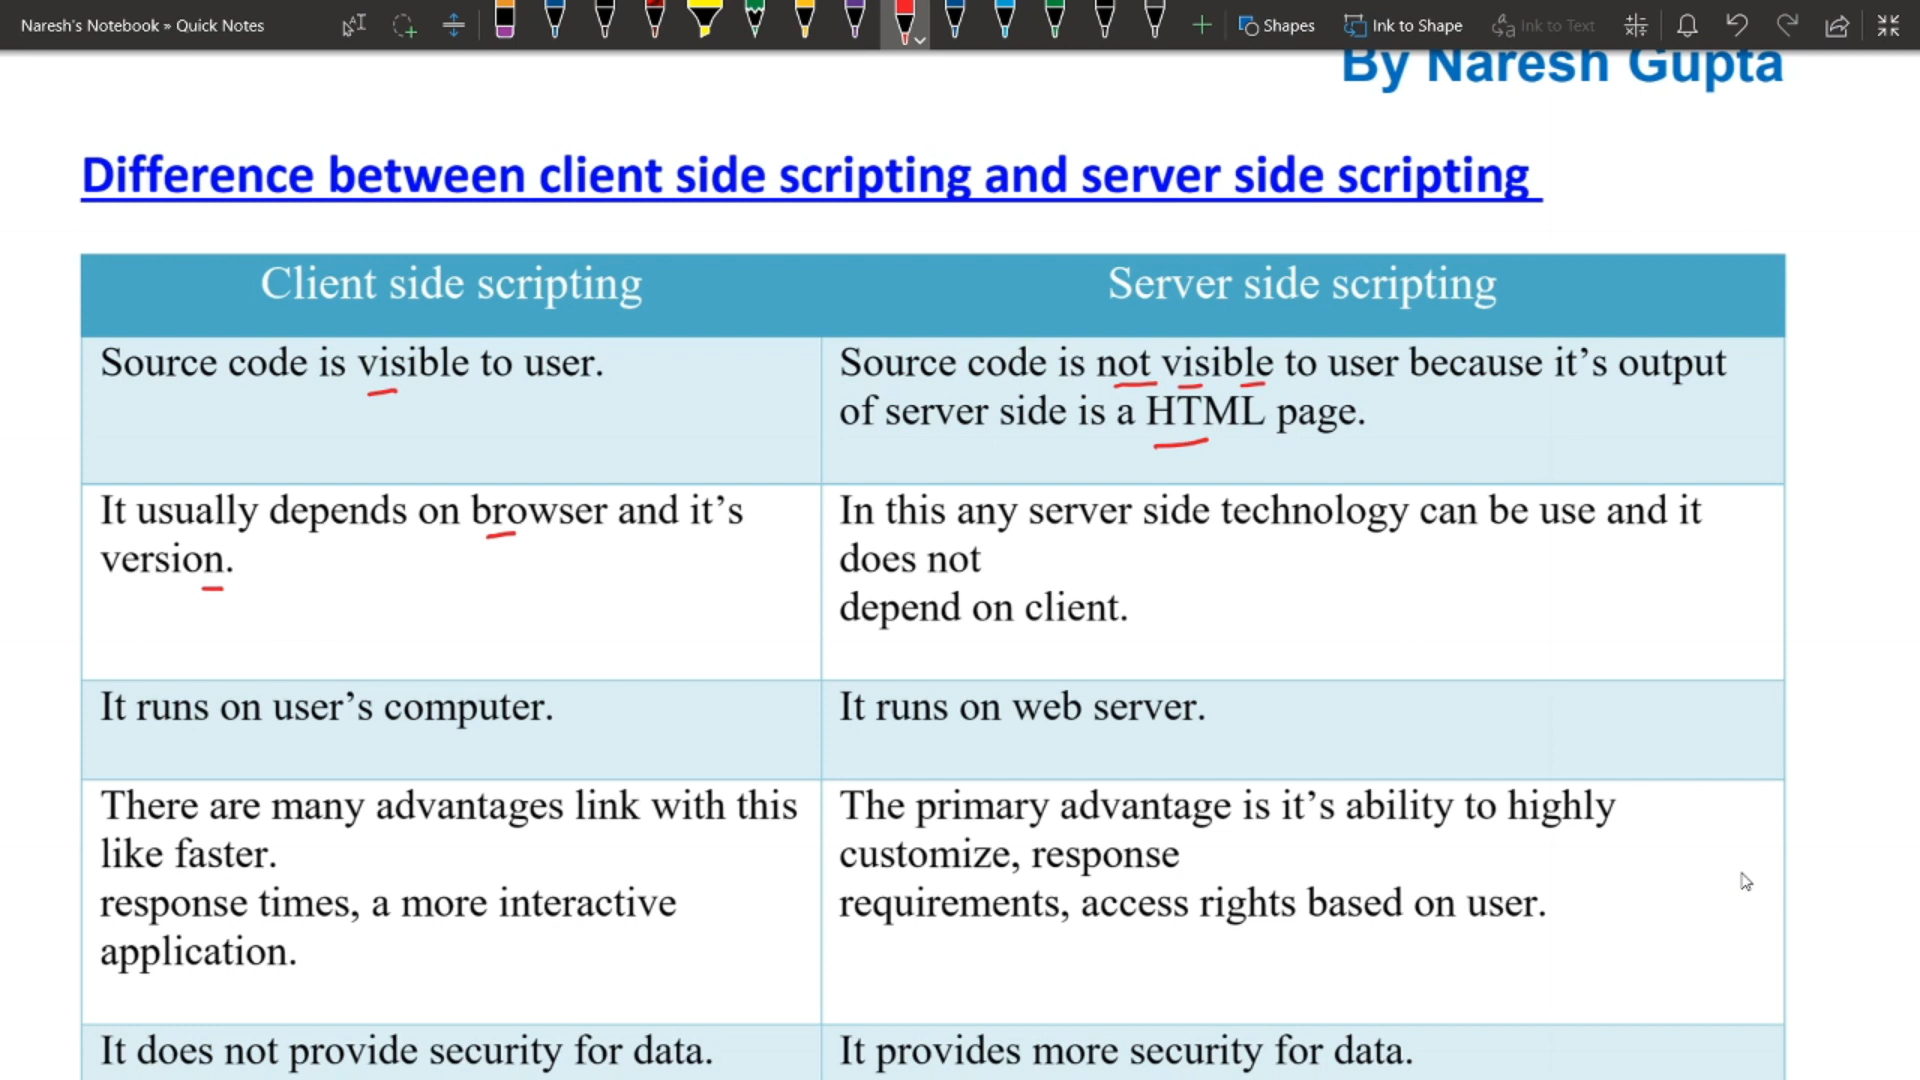 Naresh's Notebook » Quick Notes
Shapes
Ink to Shape
Ink to Text
By Naresh Gupta
Difference between client side scripting and server side scripting
Client side scripting
Server side scripting
Source code is visible to user.
Source code is not visible to user because it’s output
of server side is a HTML page.
It usually depends on browser and it’s
version.
In this any server side technology can be use and it
does not
depend on client.
It runs on user’s computer.
It runs on web server.
There are many advantages link with this
like faster.
response times, a more interactive
application.
The primary advantage is it’s ability to highly
customize, response
requirements, access rights based on user.
It does not provide security for data.
It provides more security for data.